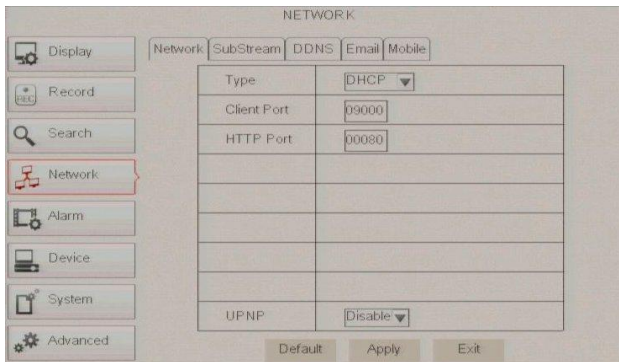 NETWORK
Display
Record
REC
Search
Network
Alarm
Device
System
Advanced
Network SubStream DDNS Email Mobile
Type DHCP
Client Port 09000
HTTP Port 00080
UPNP Disable
Default Apply Exit